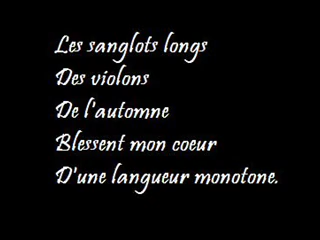 Les sanglots longs
Des violons
De l'automne
Blessent mon coeur
D'une langueur monotone.